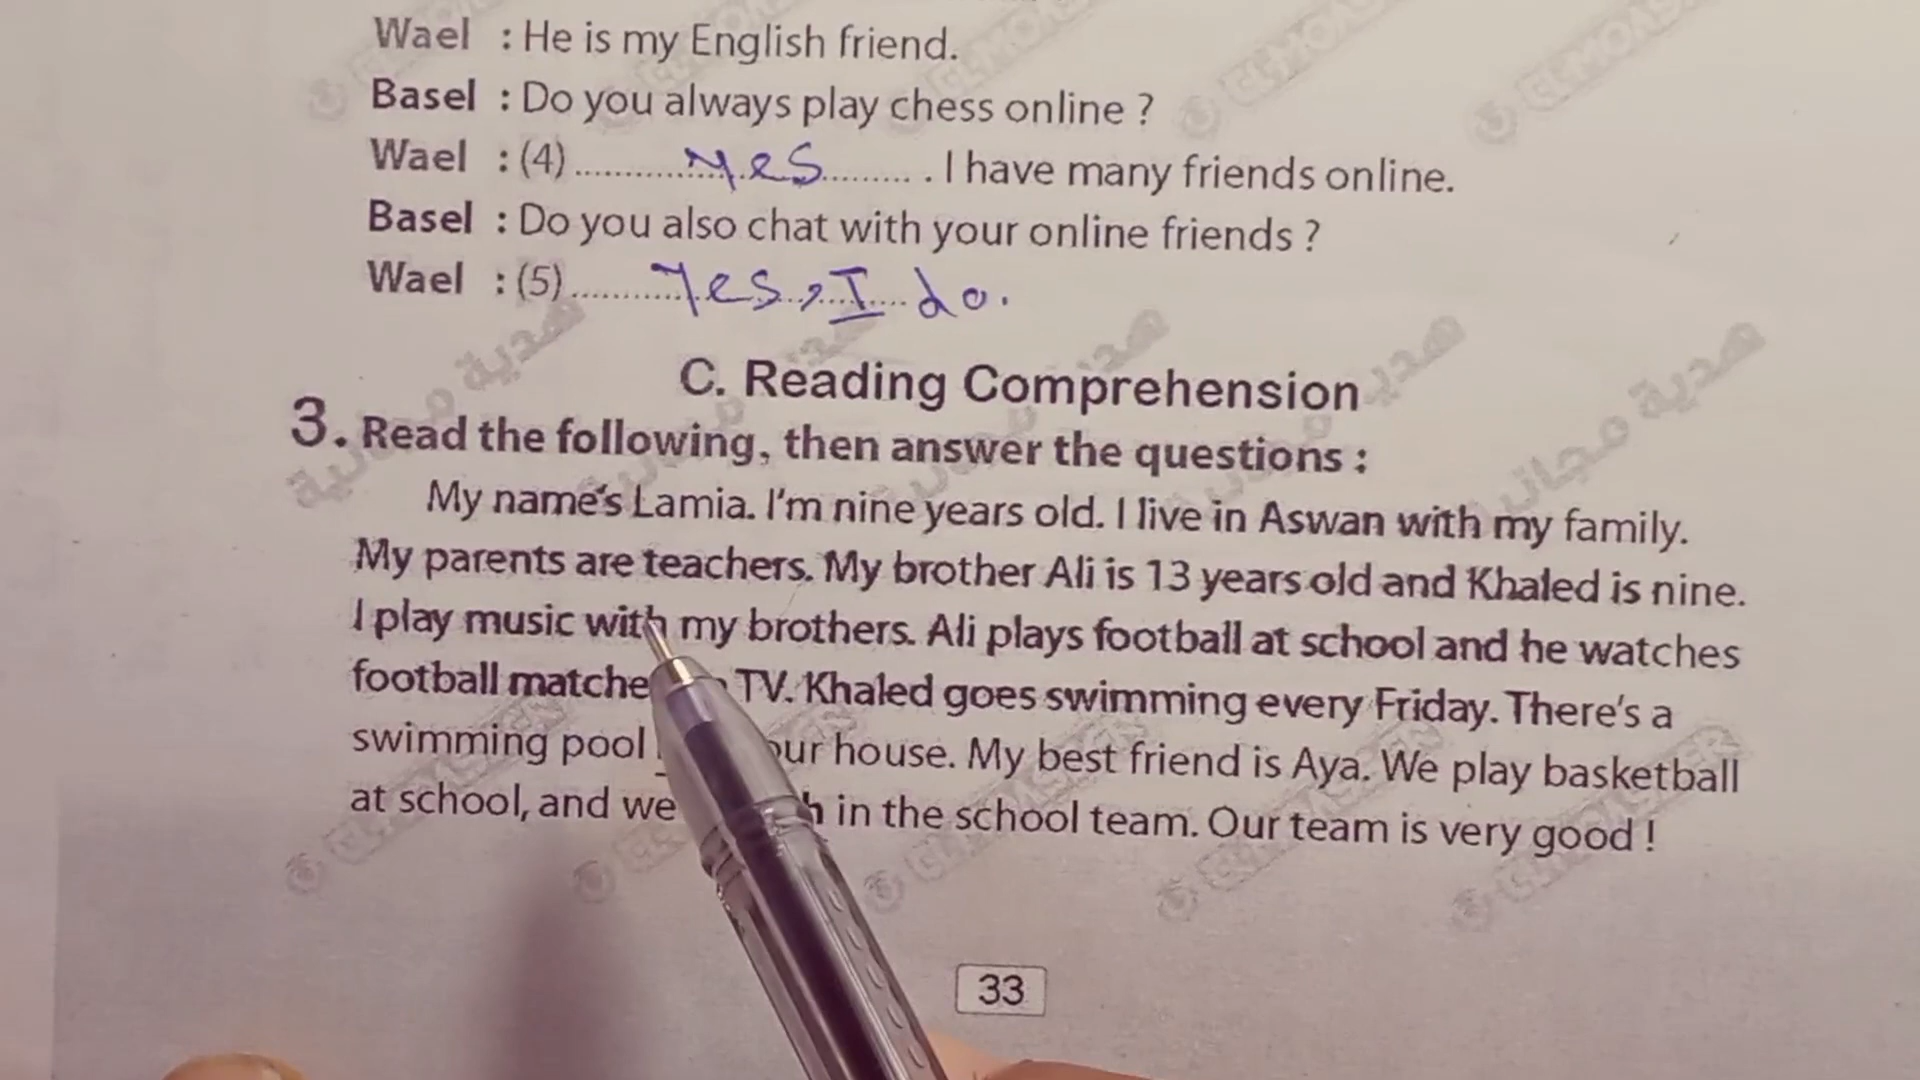 Wael : He is my English friend.
Basel : Do you always play chess online ?
Wael : (4) ............yes......... . I have many friends online.
Basel : Do you also chat with your online friends ?
Wael : (5) ...........Yes, I do.
C. Reading Comprehension
3. Read the following, then answer the questions :
My name's Lamia. I'm nine years old. I live in Aswan with my family.
My parents are teachers. My brother Ali is 13 years old and Khaled is nine.
I play music with my brothers. Ali plays football at school and he watches
football matche TV. Khaled goes swimming every Friday. There's a
swimming pool our house. My best friend is Aya. We play basketball
at school, and we in the school team. Our team is very good !
33